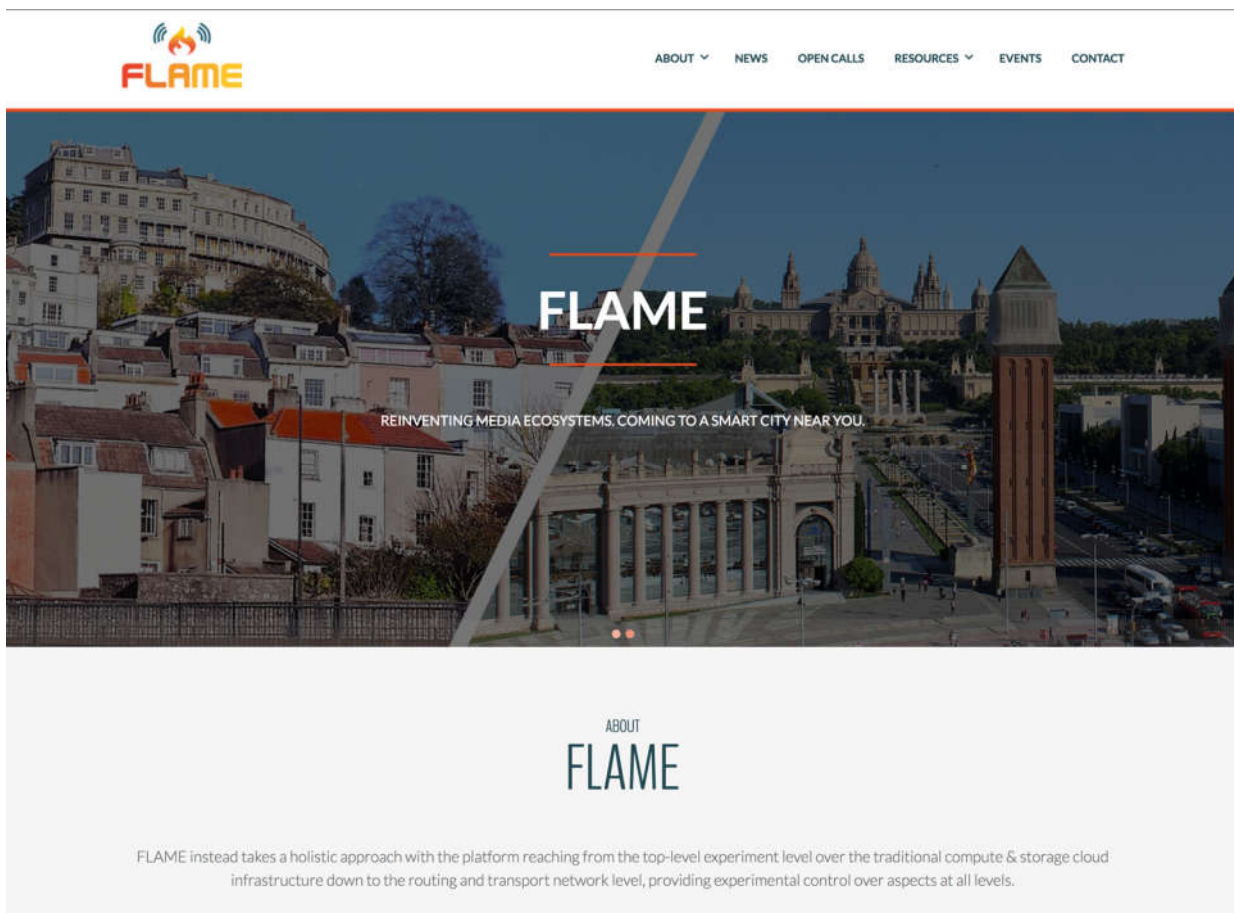 FLAME
ABOUT
NEWS
OPEN CALLS
RESOURCES
EVENTS
CONTACT
FLAME
REINVENTING MEDIA ECOSYSTEMS. COMING TO A SMART CITY NEAR YOU.
ABOUT
FLAME
FLAME instead takes a holistic approach with the platform reaching from the top-level experiment level over the traditional compute & storage cloud
infrastructure down to the routing and transport network level, providing experimental control over aspects at all levels.